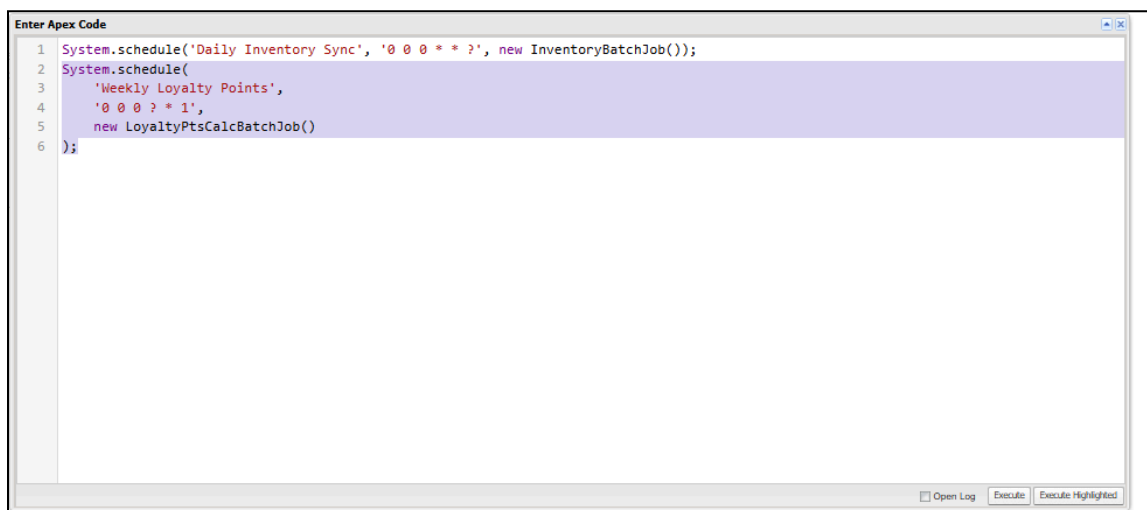 Enter Apex Code
1 System.schedule('Daily Inventory Sync', '0 0 0 * * ?', new InventoryBatchJob());
2 System.schedule(
3     'Weekly Loyalty Points',
4     '0 0 0 ? * 1',
5     new LoyaltyPtsCalcBatchJob()
6 );
Open Log Execute Execute Highlighted